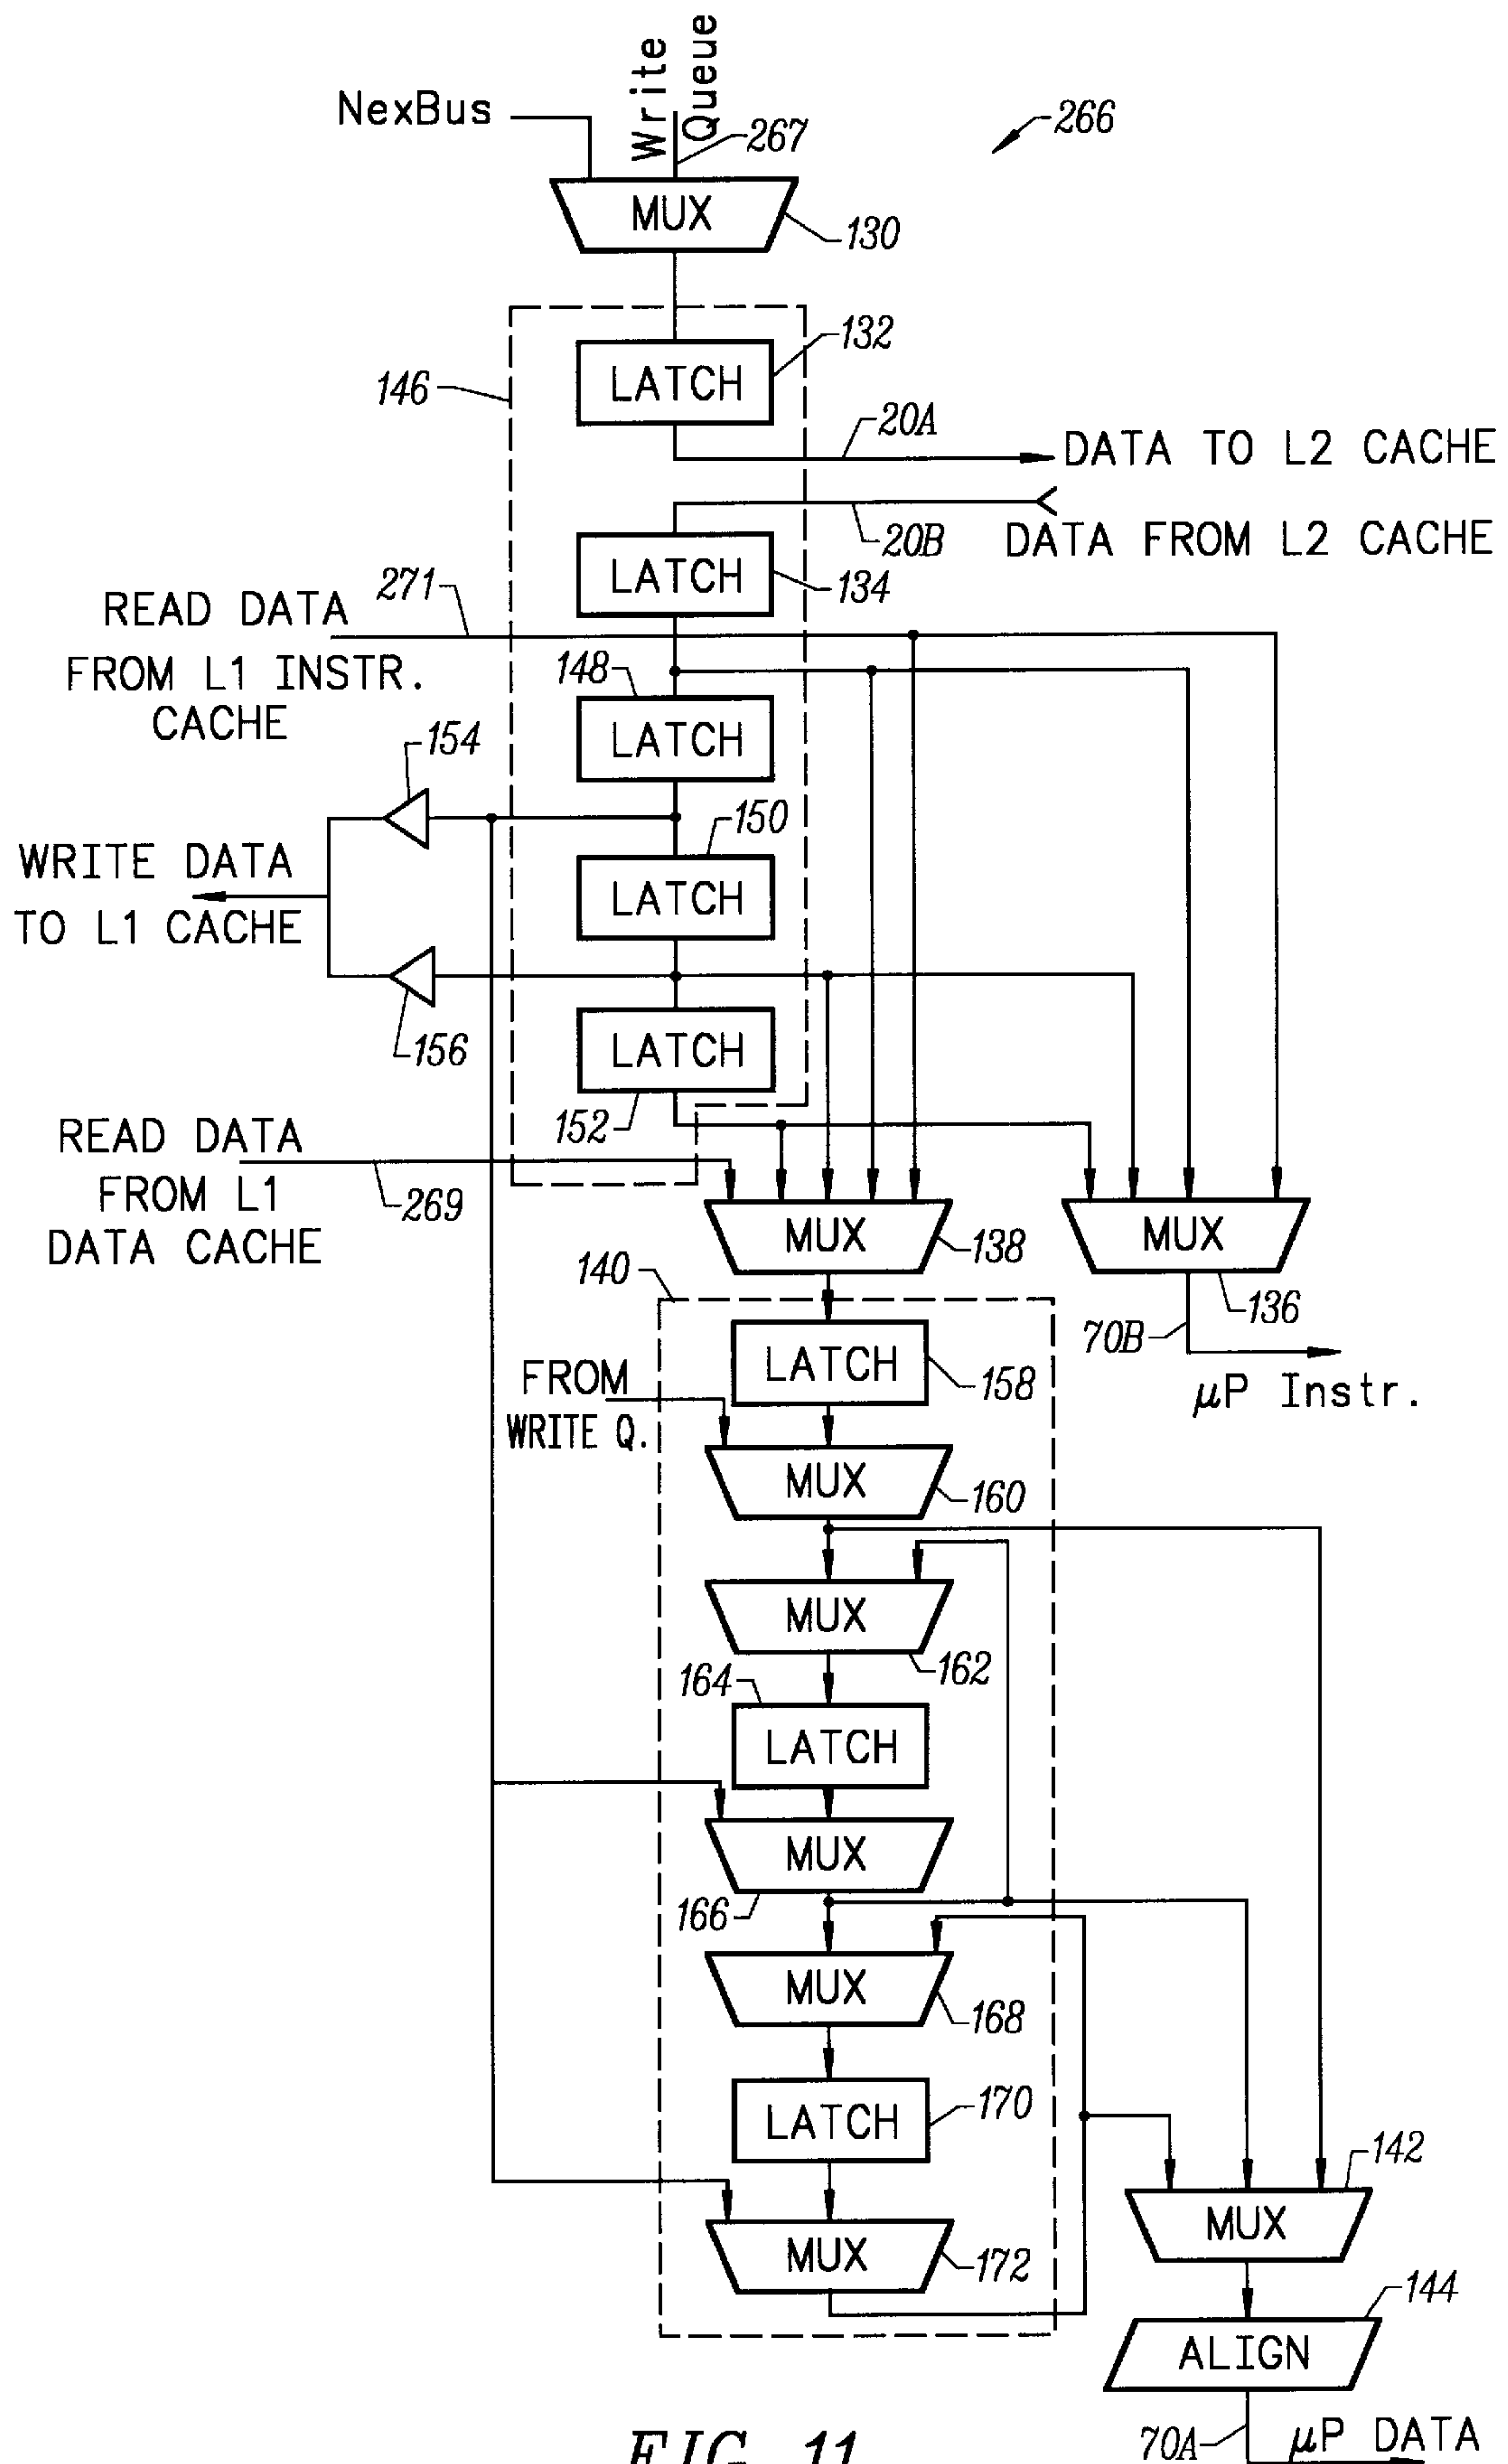 Write
Queue
NexBus
267
266
MUX
130
132
LATCH
146
20A
DATA TO L2 CACHE
20B
DATA FROM L2 CACHE
LATCH
134
271
READ DATA
FROM L1 INSTR.
CACHE
148
LATCH
154
150
WRITE DATA
TO L1 CACHE
LATCH
156
LATCH
152
READ DATA
FROM L1
DATA CACHE
269
MUX
138
MUX
136
140
70B
μP Instr.
LATCH
158
FROM
WRITE Q.
MUX
160
MUX
162
164
LATCH
MUX
166
MUX
168
LATCH
170
142
MUX
MUX
172
144
ALIGN
70A
μP DATA
FIG. 11